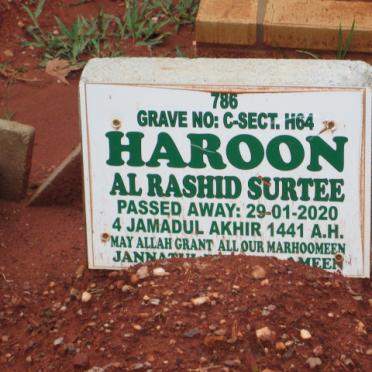 786
GRAVE NO: C-SECT. H64
HAROON
AL RASHID SURTEE
PASSED AWAY: 29-01-2020
4 JAMADUL AKHIR 1441 A.H.
MAY ALLAH GRANT ALL OUR MARHOOMEEN
JANNATUL